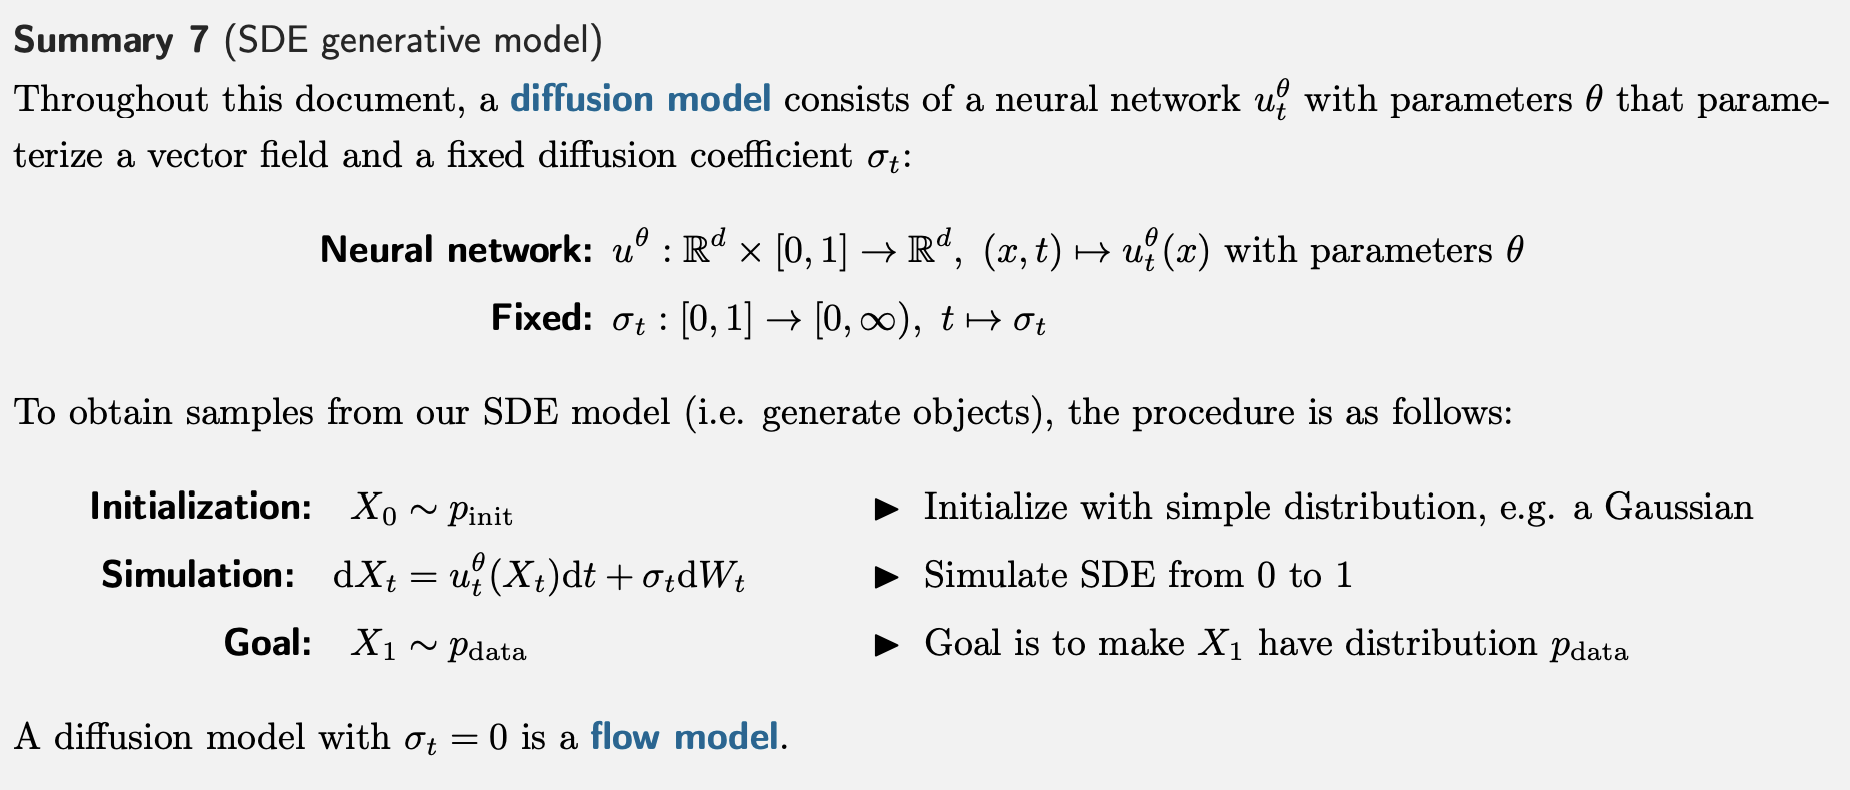 Summary 7 (SDE generative model)
Throughout this document, a diffusion model consists of a neural network $u_t^\theta$ with parameters $\theta$ that parame-
terize a vector field and a fixed diffusion coefficient $\sigma_t$:
Neural network: $u^\theta : \mathbb{R}^d \times [0, 1] \to \mathbb{R}^d,\ (x, t) \mapsto u_t^\theta(x)$ with parameters $\theta$
Fixed: $\sigma_t : [0, 1] \to [0, \infty),\ t \mapsto \sigma_t$
To obtain samples from our SDE model (i.e. generate objects), the procedure is as follows:
Initialization: $X_0 \sim p_{\text{init}}$ ▶ Initialize with simple distribution, e.g. a Gaussian
Simulation: $\mathrm{d}X_t = u_t^\theta(X_t)\mathrm{d}t + \sigma_t \mathrm{d}W_t$ ▶ Simulate SDE from 0 to 1
Goal: $X_1 \sim p_{\text{data}}$ ▶ Goal is to make $X_1$ have distribution $p_{\text{data}}$
A diffusion model with $\sigma_t = 0$ is a flow model.